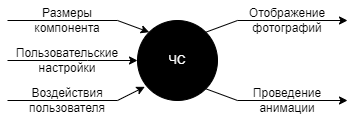 Размеры
компонента
Пользовательские
настройки
Воздействия
пользователя
ЧС
Отображение
фотографий
Проведение
анимации